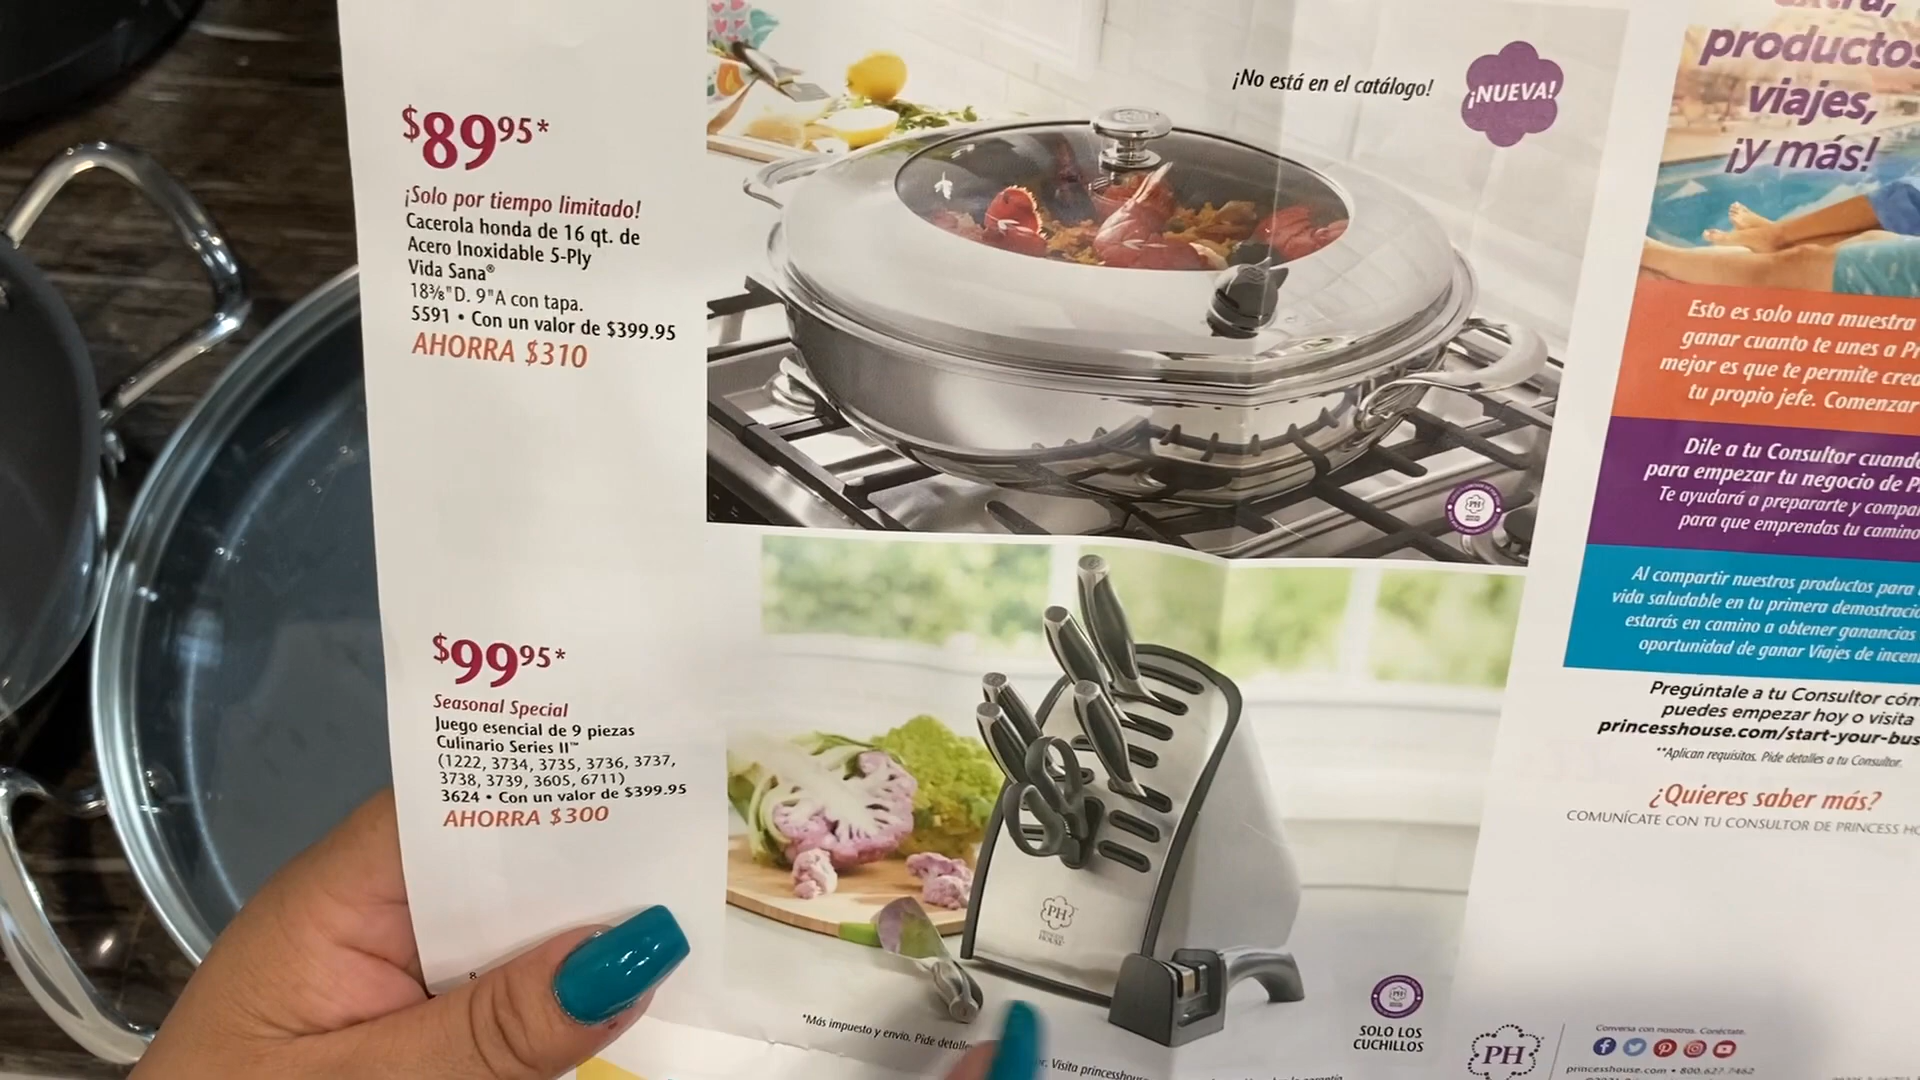 $89.95*
¡Solo por tiempo limitado!
Cacerola honda de 16 qt. de
Acero Inoxidable 5-Ply
Vida Sana®
18⅜"D. 9"A con tapa.
5591 • Con un valor de $399.95
AHORRA $310
¡No está en el catálogo!
¡NUEVA!
$99.95*
Seasonal Special
Juego esencial de 9 piezas
Culinario Series II™
(1222, 3734, 3735, 3736, 3737,
3738, 3739, 3605, 6711)
3624 • Con un valor de $399.95
AHORRA $300
PH
PRINCESS
HOUSE
PH
PH
SOLO LOS
CUCHILLOS
8
*Más impuesto y envío. Pide
Visita
productos
viajes,
¡y más!
Esto es solo una muestra
ganar cuanto te unes a
mejor es que te permite
tu propio jefe. Comenzar
Dile a tu Consultor
para empezar tu negocio de
Te ayudará a prepararte y
para que emprendas tu
Al compartir nuestros productos para
vida saludable en tu primera
estarás en camino a obtener ganancias
oportunidad de ganar Viajes de
Pregúntale a tu Consultor
puedes empezar hoy o visita
princesshouse.com/start-your-bus
**Aplican requisitos. Pide detalles a tu Consultor.
¿Quieres saber más?
COMUNÍCATE CON TU CONSULTOR DE PRINCESS
PH
Conversa con nosotros. Conéctate.
princesshouse.com • 800.627.7462